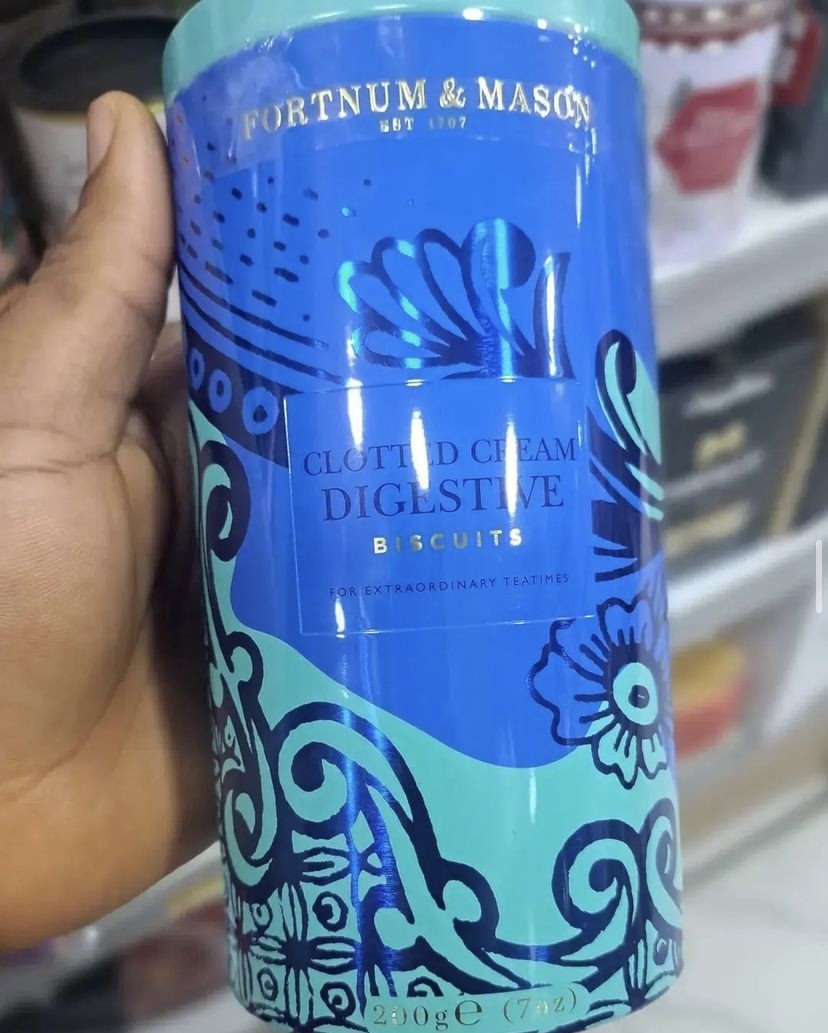 FORTNUM & MASON
EST 1707
CLOTTED CREAM
DIGESTIVE
BISCUITS
FOR EXTRAORDINARY TEATIMES
200g℮ (7oz)